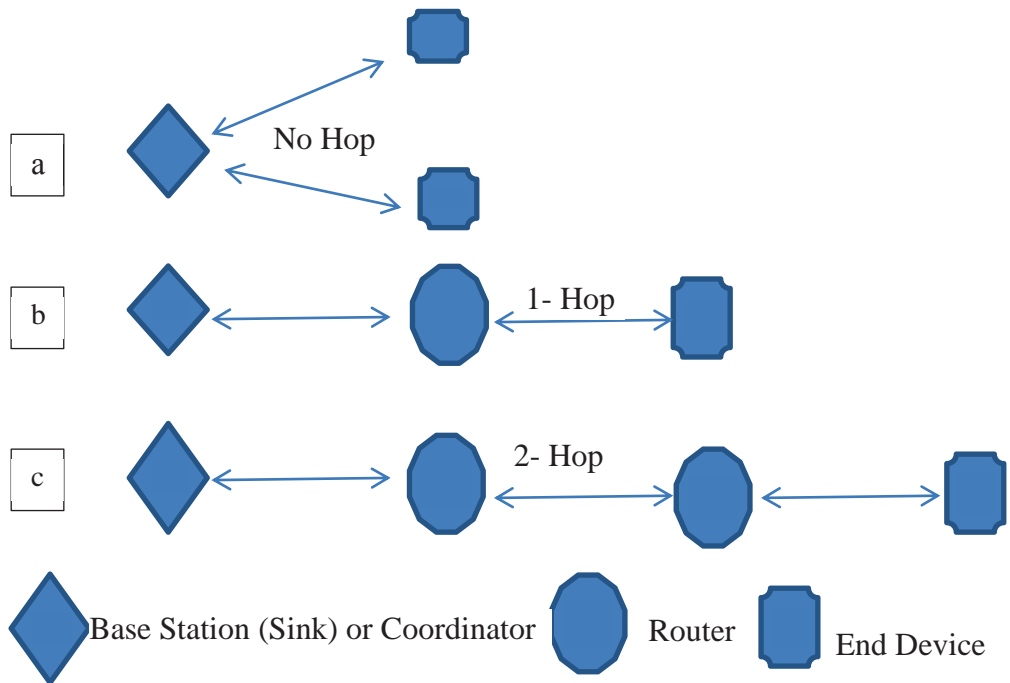 a
No Hop
b
1- Hop
c
2- Hop
Base Station (Sink) or Coordinator
Router
End Device